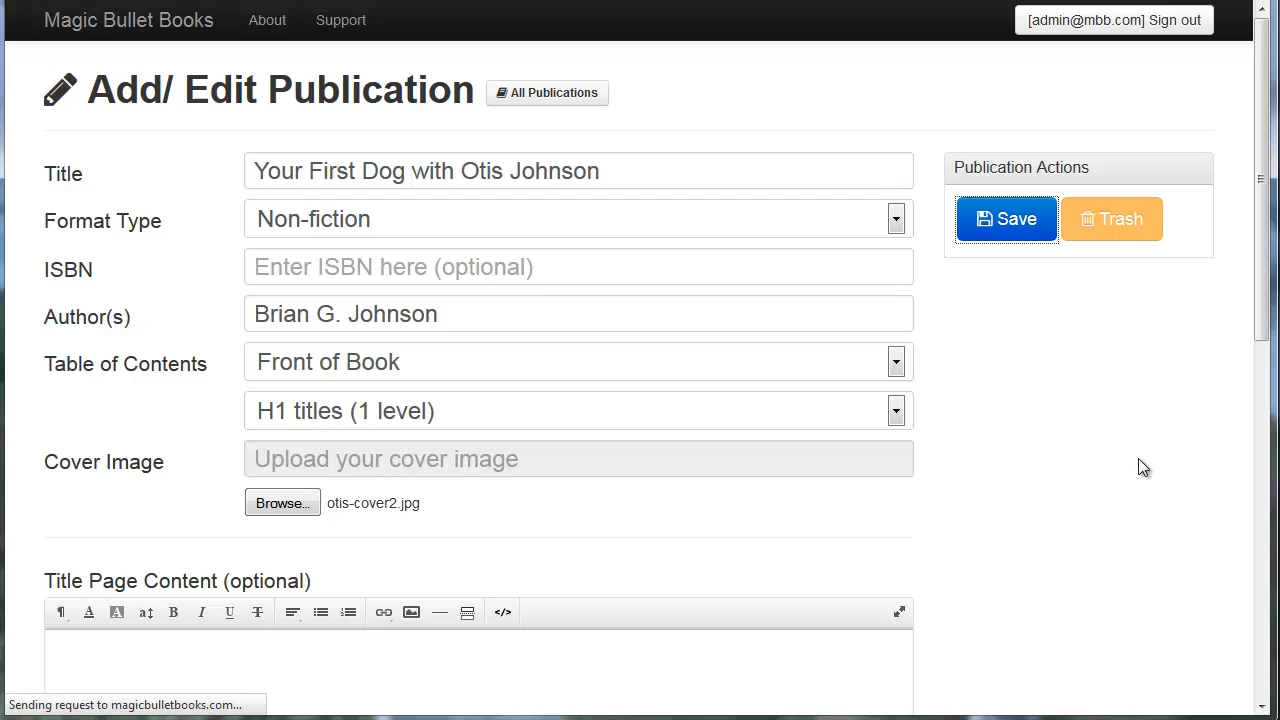 Magic Bullet Books About Support [admin@mbb.com] Sign out
Add/ Edit Publication All Publications
Title Your First Dog with Otis Johnson
Publication Actions
Format Type Non-fiction
Save Trash
ISBN Enter ISBN here (optional)
Author(s) Brian G. Johnson
Table of Contents Front of Book
H1 titles (1 level)
Cover Image Upload your cover image
Browse... otis-cover2.jpg
Title Page Content (optional)
¶ A A a B I U T </>
Sending request to magicbulletbooks.com...